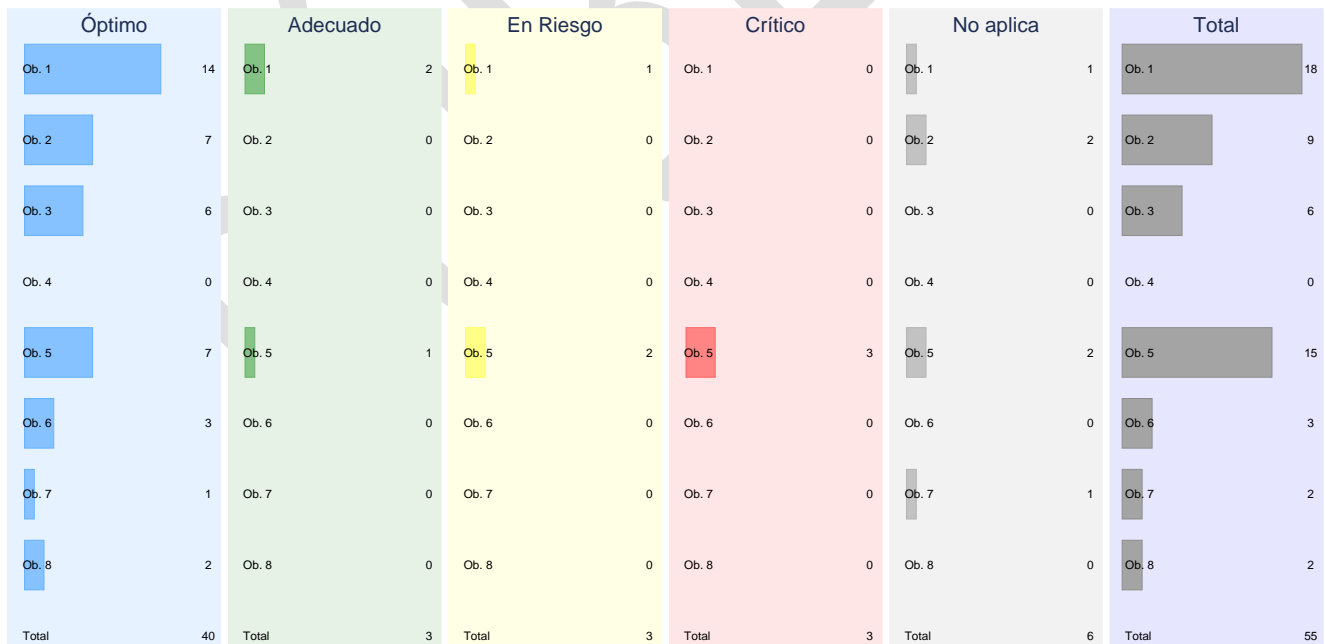 Óptimo Adecuado En Riesgo Crítico No aplica Total
Ob. 1 14 Ob. 1 2 Ob. 1 1 Ob. 1 0 Ob. 1 1 Ob. 1 18
Ob. 2 7 Ob. 2 0 Ob. 2 0 Ob. 2 0 Ob. 2 2 Ob. 2 9
Ob. 3 6 Ob. 3 0 Ob. 3 0 Ob. 3 0 Ob. 3 0 Ob. 3 6
Ob. 4 0 Ob. 4 0 Ob. 4 0 Ob. 4 0 Ob. 4 0 Ob. 4 0
Ob. 5 7 Ob. 5 1 Ob. 5 2 Ob. 5 3 Ob. 5 2 Ob. 5 15
Ob. 6 3 Ob. 6 0 Ob. 6 0 Ob. 6 0 Ob. 6 0 Ob. 6 3
Ob. 7 1 Ob. 7 0 Ob. 7 0 Ob. 7 0 Ob. 7 1 Ob. 7 2
Ob. 8 2 Ob. 8 0 Ob. 8 0 Ob. 8 0 Ob. 8 0 Ob. 8 2
Total 40 Total 3 Total 3 Total 3 Total 6 Total 55